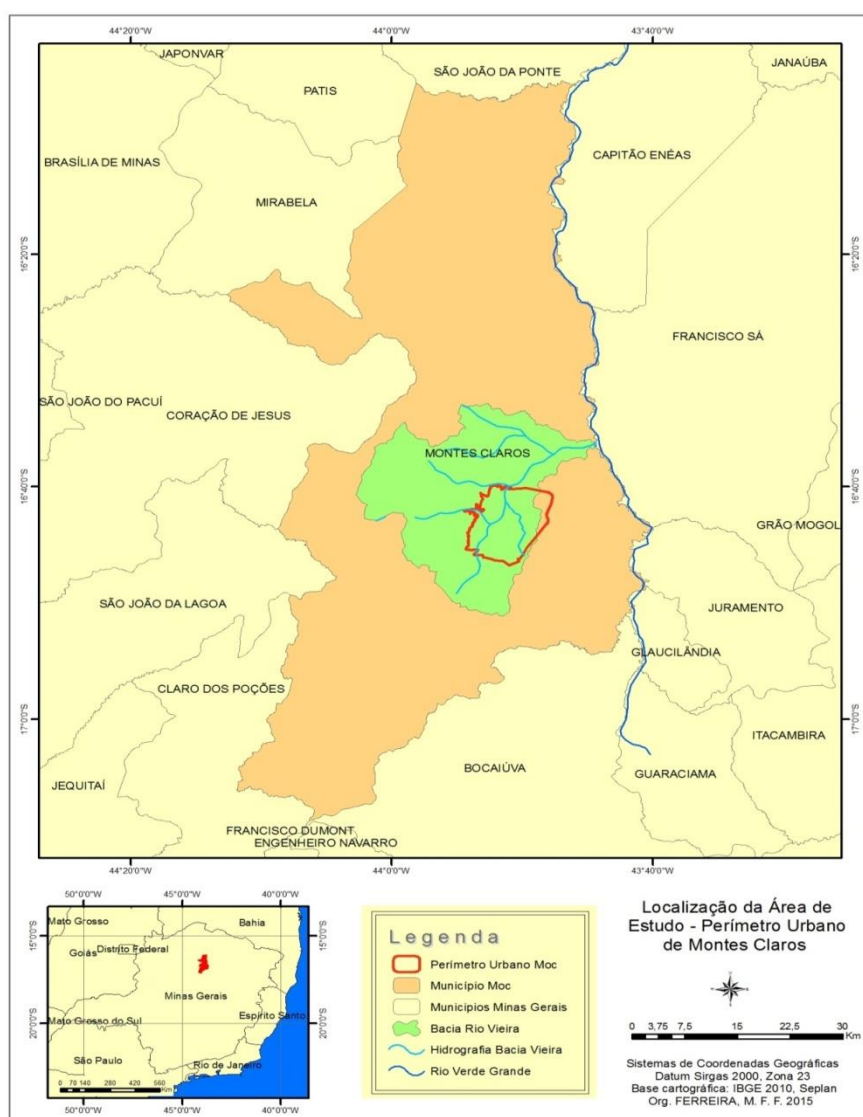 44°20'0"O 44°0'0"O 43°40'0"O
JAPONVAR
SÃO JOÃO DA PONTE
JANAÚBA
PATIS
BRASÍLIA DE MINAS
CAPITÃO ENÉAS
MIRABELA
16°20'0"S 16°20'0"S
FRANCISCO SÁ
SÃO JOÃO DO PACUÍ
CORAÇÃO DE JESUS
MONTES CLAROS
16°40'0"S 16°40'0"S
GRÃO MOGOL
SÃO JOÃO DA LAGOA
JURAMENTO
GLAUCILÂNDIA
CLARO DOS POÇÕES
17°0'0"S 17°0'0"S
ITACAMBIRA
BOCAIÚVA
GUARACIAMA
JEQUITAÍ
FRANCISCO DUMONT
ENGENHEIRO NAVARRO
44°20'0"O 44°0'0"O 43°40'0"O
50°0'0"O 45°0'0"O 40°0'0"O
Mato Grosso
Bahia
15°0'0"S 15°0'0"S
Goiás
Distrito Federal
Minas Gerais
Espírito Santo
20°0'0"S 20°0'0"S
Mato Grosso do Sul
São Paulo
Rio de Janeiro
0 70 140 280 420 560
Km
50°0'0"O 45°0'0"O 40°0'0"O
Legenda
Perímetro Urbano Moc
Município Moc
Municipios Minas Gerais
Bacia Rio Vieira
Hidrografia Bacia Vieira
Rio Verde Grande
Localização da Área de
Estudo - Perímetro Urbano
de Montes Claros
0 3,75 7,5 15 22,5 30
Km
Sistemas de Coordenadas Geográficas
Datum Sirgas 2000, Zona 23
Base cartográfica: IBGE 2010, Seplan
Org. FERREIRA, M. F. F. 2015